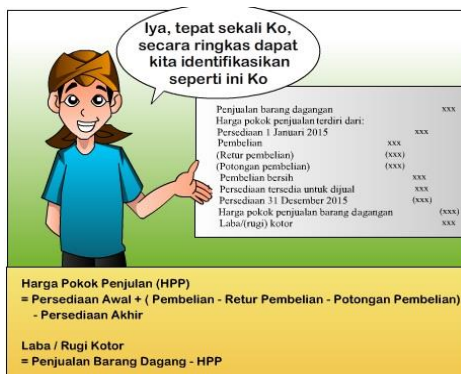 Iya, tepat sekali Ko,
secara ringkas dapat
kita identifikasikan
seperti ini Ko
Penjualan barang dagangan xxx
Harga pokok penjualan terdiri dari:
Persediaan 1 Januari 2015 xxx
Pembelian xxx
(Retur pembelian) (xxx)
(Potongan pembelian) (xxx)
Pembelian bersih xxx
Persediaan tersedia untuk dijual xxx
Persediaan 31 Desember 2015 (xxx)
Harga pokok penjualan barang dagangan (xxx)
Laba/(rugi) kotor xxx
Harga Pokok Penjulan (HPP)
= Persediaan Awal + ( Pembelian - Retur Pembelian - Potongan Pembelian)
- Persediaan Akhir
Laba / Rugi Kotor
= Penjualan Barang Dagang - HPP